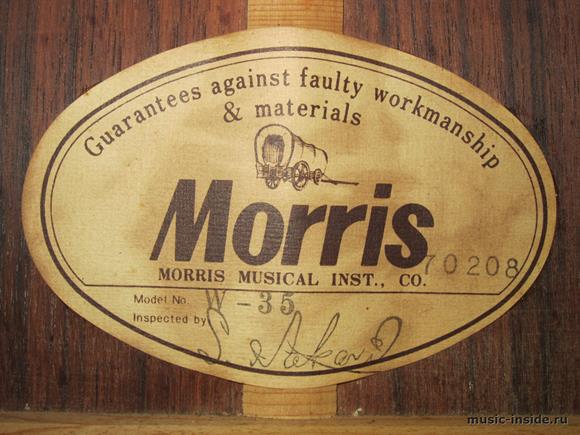 Guarantees against faulty workmanship
& materials
Morris
70208
MORRIS MUSICAL INST., CO.
Model No. W-35
Inspected by
music-inside.ru